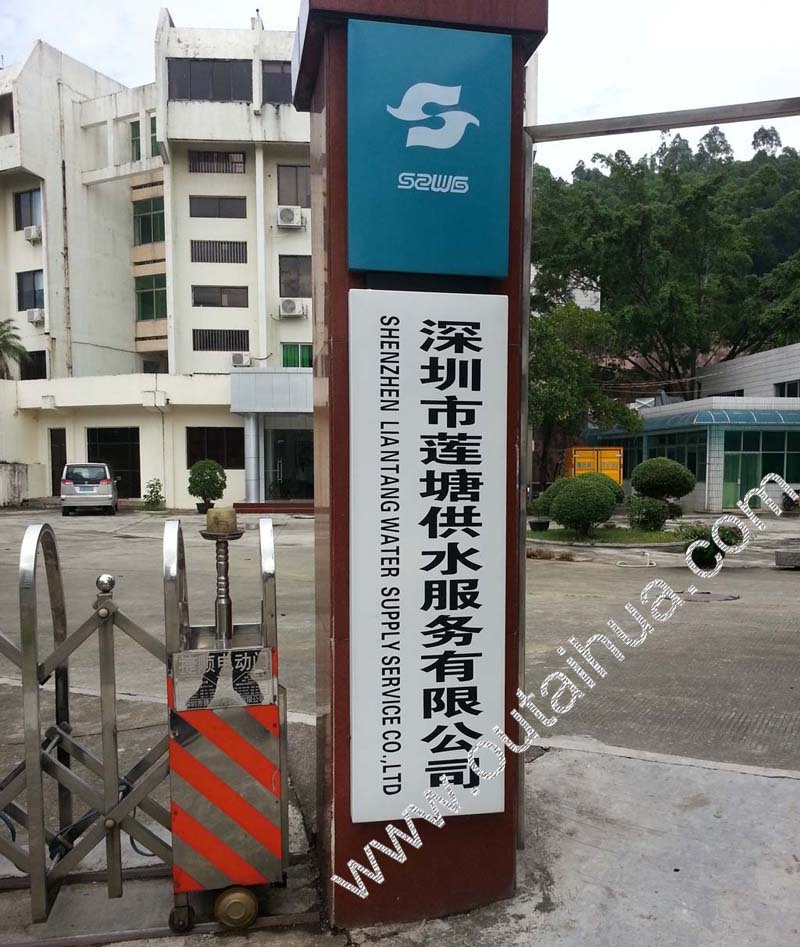 SZWG
深圳市莲塘供水服务有限公司
SHENZHEN LIANTANG WATER SUPPLY SERVICE CO.,LTD
www.youtaihua.com